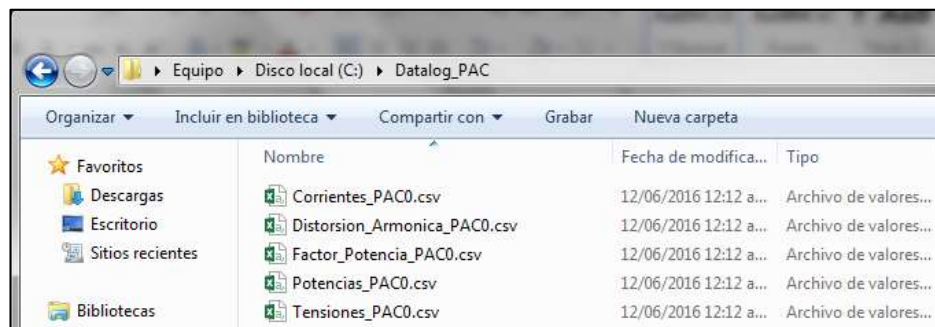 Equipo ▸ Disco local (C:) ▸ Datalog_PAC
Organizar Incluir en biblioteca Compartir con Grabar Nueva carpeta
Nombre Fecha de modifica... Tipo
Favoritos
Descargas
Escritorio
Sitios recientes
Bibliotecas
Corrientes_PAC0.csv 12/06/2016 12:12 a... Archivo de valores...
Distorsion_Armonica_PAC0.csv 12/06/2016 12:12 a... Archivo de valores...
Factor_Potencia_PAC0.csv 12/06/2016 12:12 a... Archivo de valores...
Potencias_PAC0.csv 12/06/2016 12:12 a... Archivo de valores...
Tensiones_PAC0.csv 12/06/2016 12:12 a... Archivo de valores...